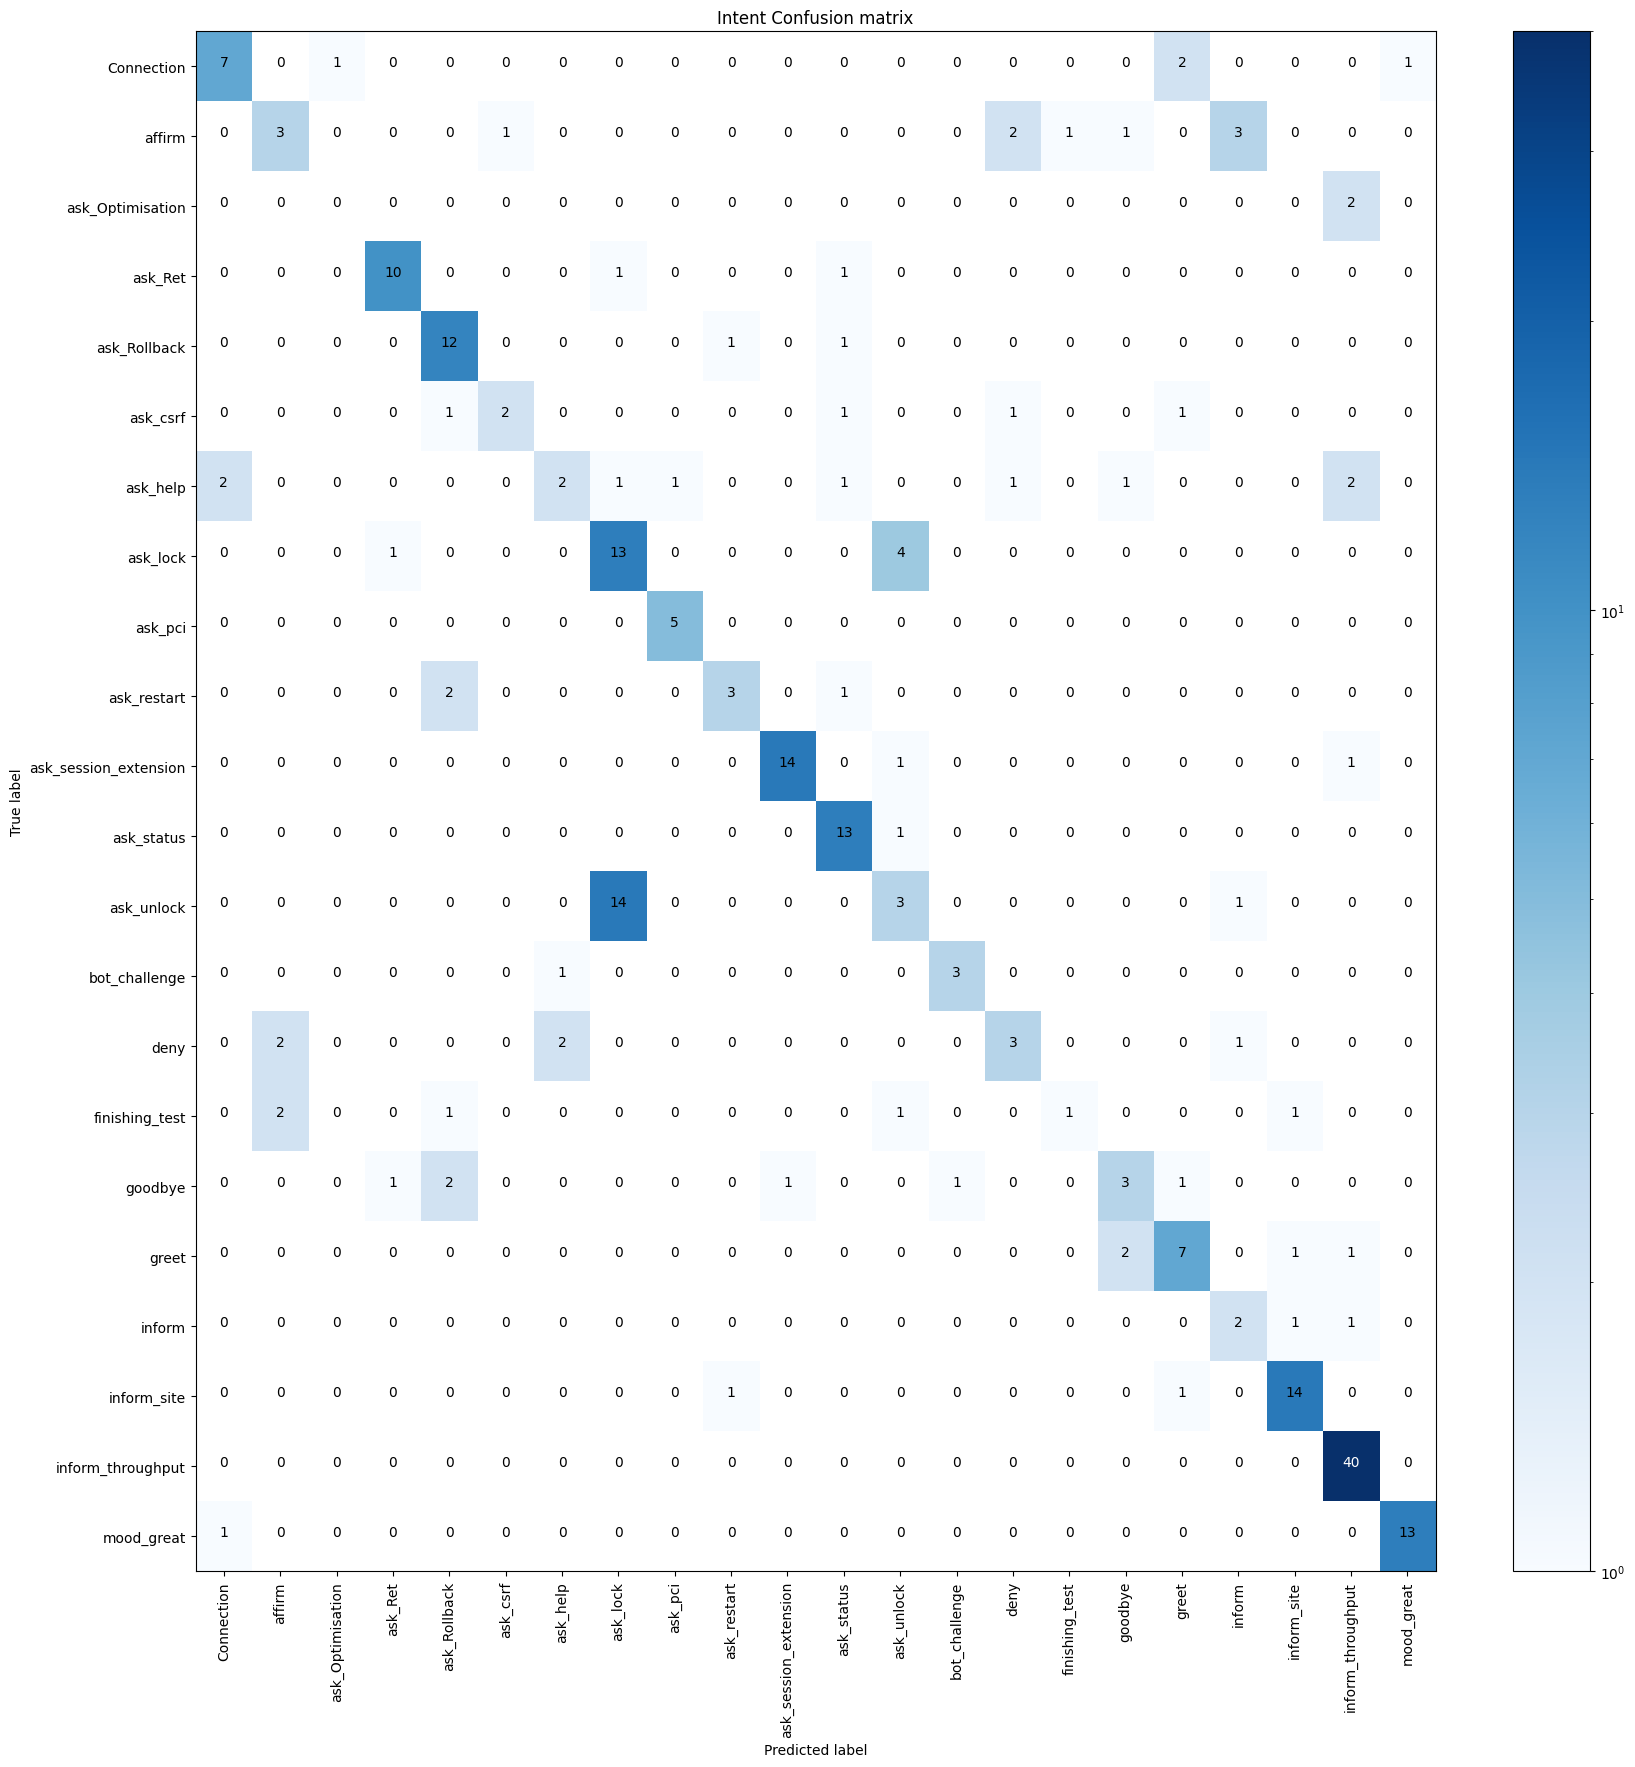 Intent Confusion matrix
Connection 7 0 1 0 0 0 0 0 0 0 0 0 0 0 0 0 0 2 0 0 0 1
affirm 0 3 0 0 0 1 0 0 0 0 0 0 0 0 2 1 1 0 3 0 0 0
ask_Optimisation 0 0 0 0 0 0 0 0 0 0 0 0 0 0 0 0 0 0 0 0 2 0
ask_Ret 0 0 0 10 0 0 0 1 0 0 0 1 0 0 0 0 0 0 0 0 0 0
ask_Rollback 0 0 0 0 12 0 0 0 0 1 0 1 0 0 0 0 0 0 0 0 0 0
ask_csrf 0 0 0 0 1 2 0 0 0 0 0 1 0 0 1 0 0 1 0 0 0 0
ask_help 2 0 0 0 0 0 2 1 1 0 0 1 0 0 1 0 1 0 0 0 2 0
ask_lock 0 0 0 1 0 0 0 13 0 0 0 0 4 0 0 0 0 0 0 0 0 0
ask_pci 0 0 0 0 0 0 0 0 5 0 0 0 0 0 0 0 0 0 0 0 0 0
ask_restart 0 0 0 0 2 0 0 0 0 3 0 1 0 0 0 0 0 0 0 0 0 0
ask_session_extension 0 0 0 0 0 0 0 0 0 0 14 0 1 0 0 0 0 0 0 0 1 0
ask_status 0 0 0 0 0 0 0 0 0 0 0 13 1 0 0 0 0 0 0 0 0 0
ask_unlock 0 0 0 0 0 0 0 14 0 0 0 0 3 0 0 0 0 0 1 0 0 0
bot_challenge 0 0 0 0 0 0 1 0 0 0 0 0 0 3 0 0 0 0 0 0 0 0
deny 0 2 0 0 0 0 2 0 0 0 0 0 0 0 3 0 0 0 1 0 0 0
finishing_test 0 2 0 0 1 0 0 0 0 0 0 0 1 0 0 1 0 0 0 1 0 0
goodbye 0 0 0 1 2 0 0 0 0 0 1 0 0 1 0 0 3 1 0 0 0 0
greet 0 0 0 0 0 0 0 0 0 0 0 0 0 0 0 0 2 7 0 1 1 0
inform 0 0 0 0 0 0 0 0 0 0 0 0 0 0 0 0 0 0 2 1 1 0
inform_site 0 0 0 0 0 0 0 0 0 1 0 0 0 0 0 0 0 1 0 14 0 0
inform_throughput 0 0 0 0 0 0 0 0 0 0 0 0 0 0 0 0 0 0 0 0 40 0
mood_great 1 0 0 0 0 0 0 0 0 0 0 0 0 0 0 0 0 0 0 0 0 13
True label
Connection
affirm
ask_Optimisation
ask_Ret
ask_Rollback
ask_csrf
ask_help
ask_lock
ask_pci
ask_restart
ask_session_extension
ask_status
ask_unlock
bot_challenge
deny
finishing_test
goodbye
greet
inform
inform_site
inform_throughput
mood_great
Predicted label
10¹
10⁰